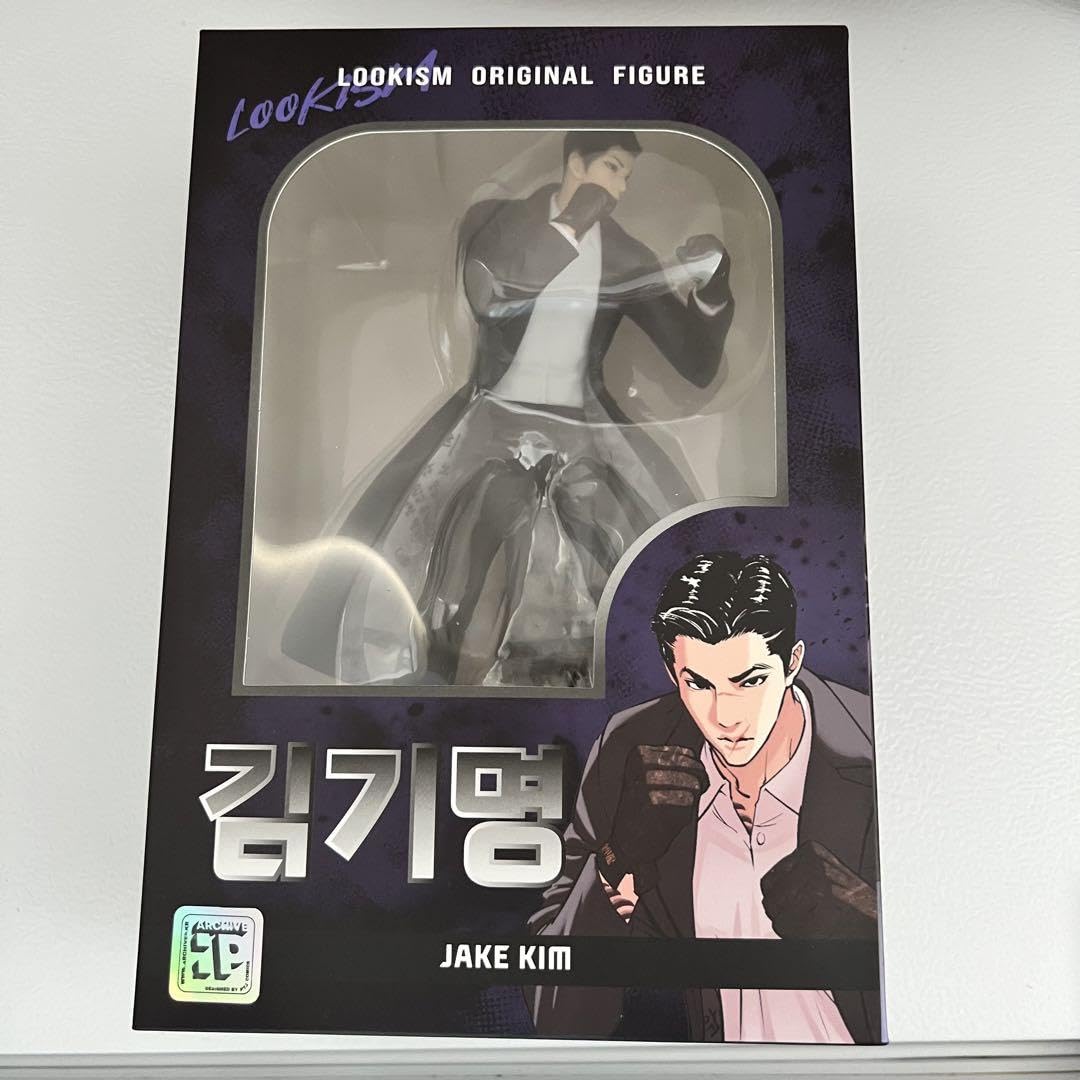 LOOKISM ORIGINAL FIGURE
LOOKISM
김기명
JAKE KIM
ARCHIVE